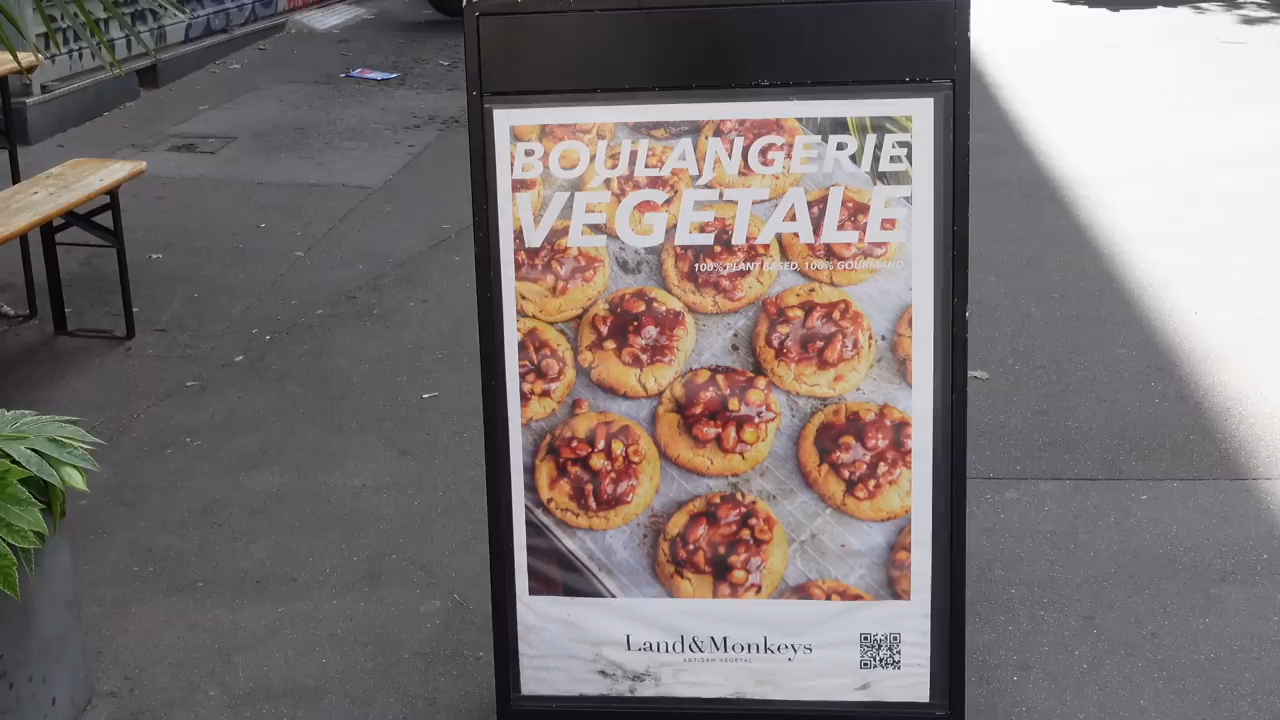 BOULANGERIE
VÉGÉTALE
100% PLANT BASED, 100% GOURMAND
Land&Monkeys
ARTISAN VÉGÉTAL